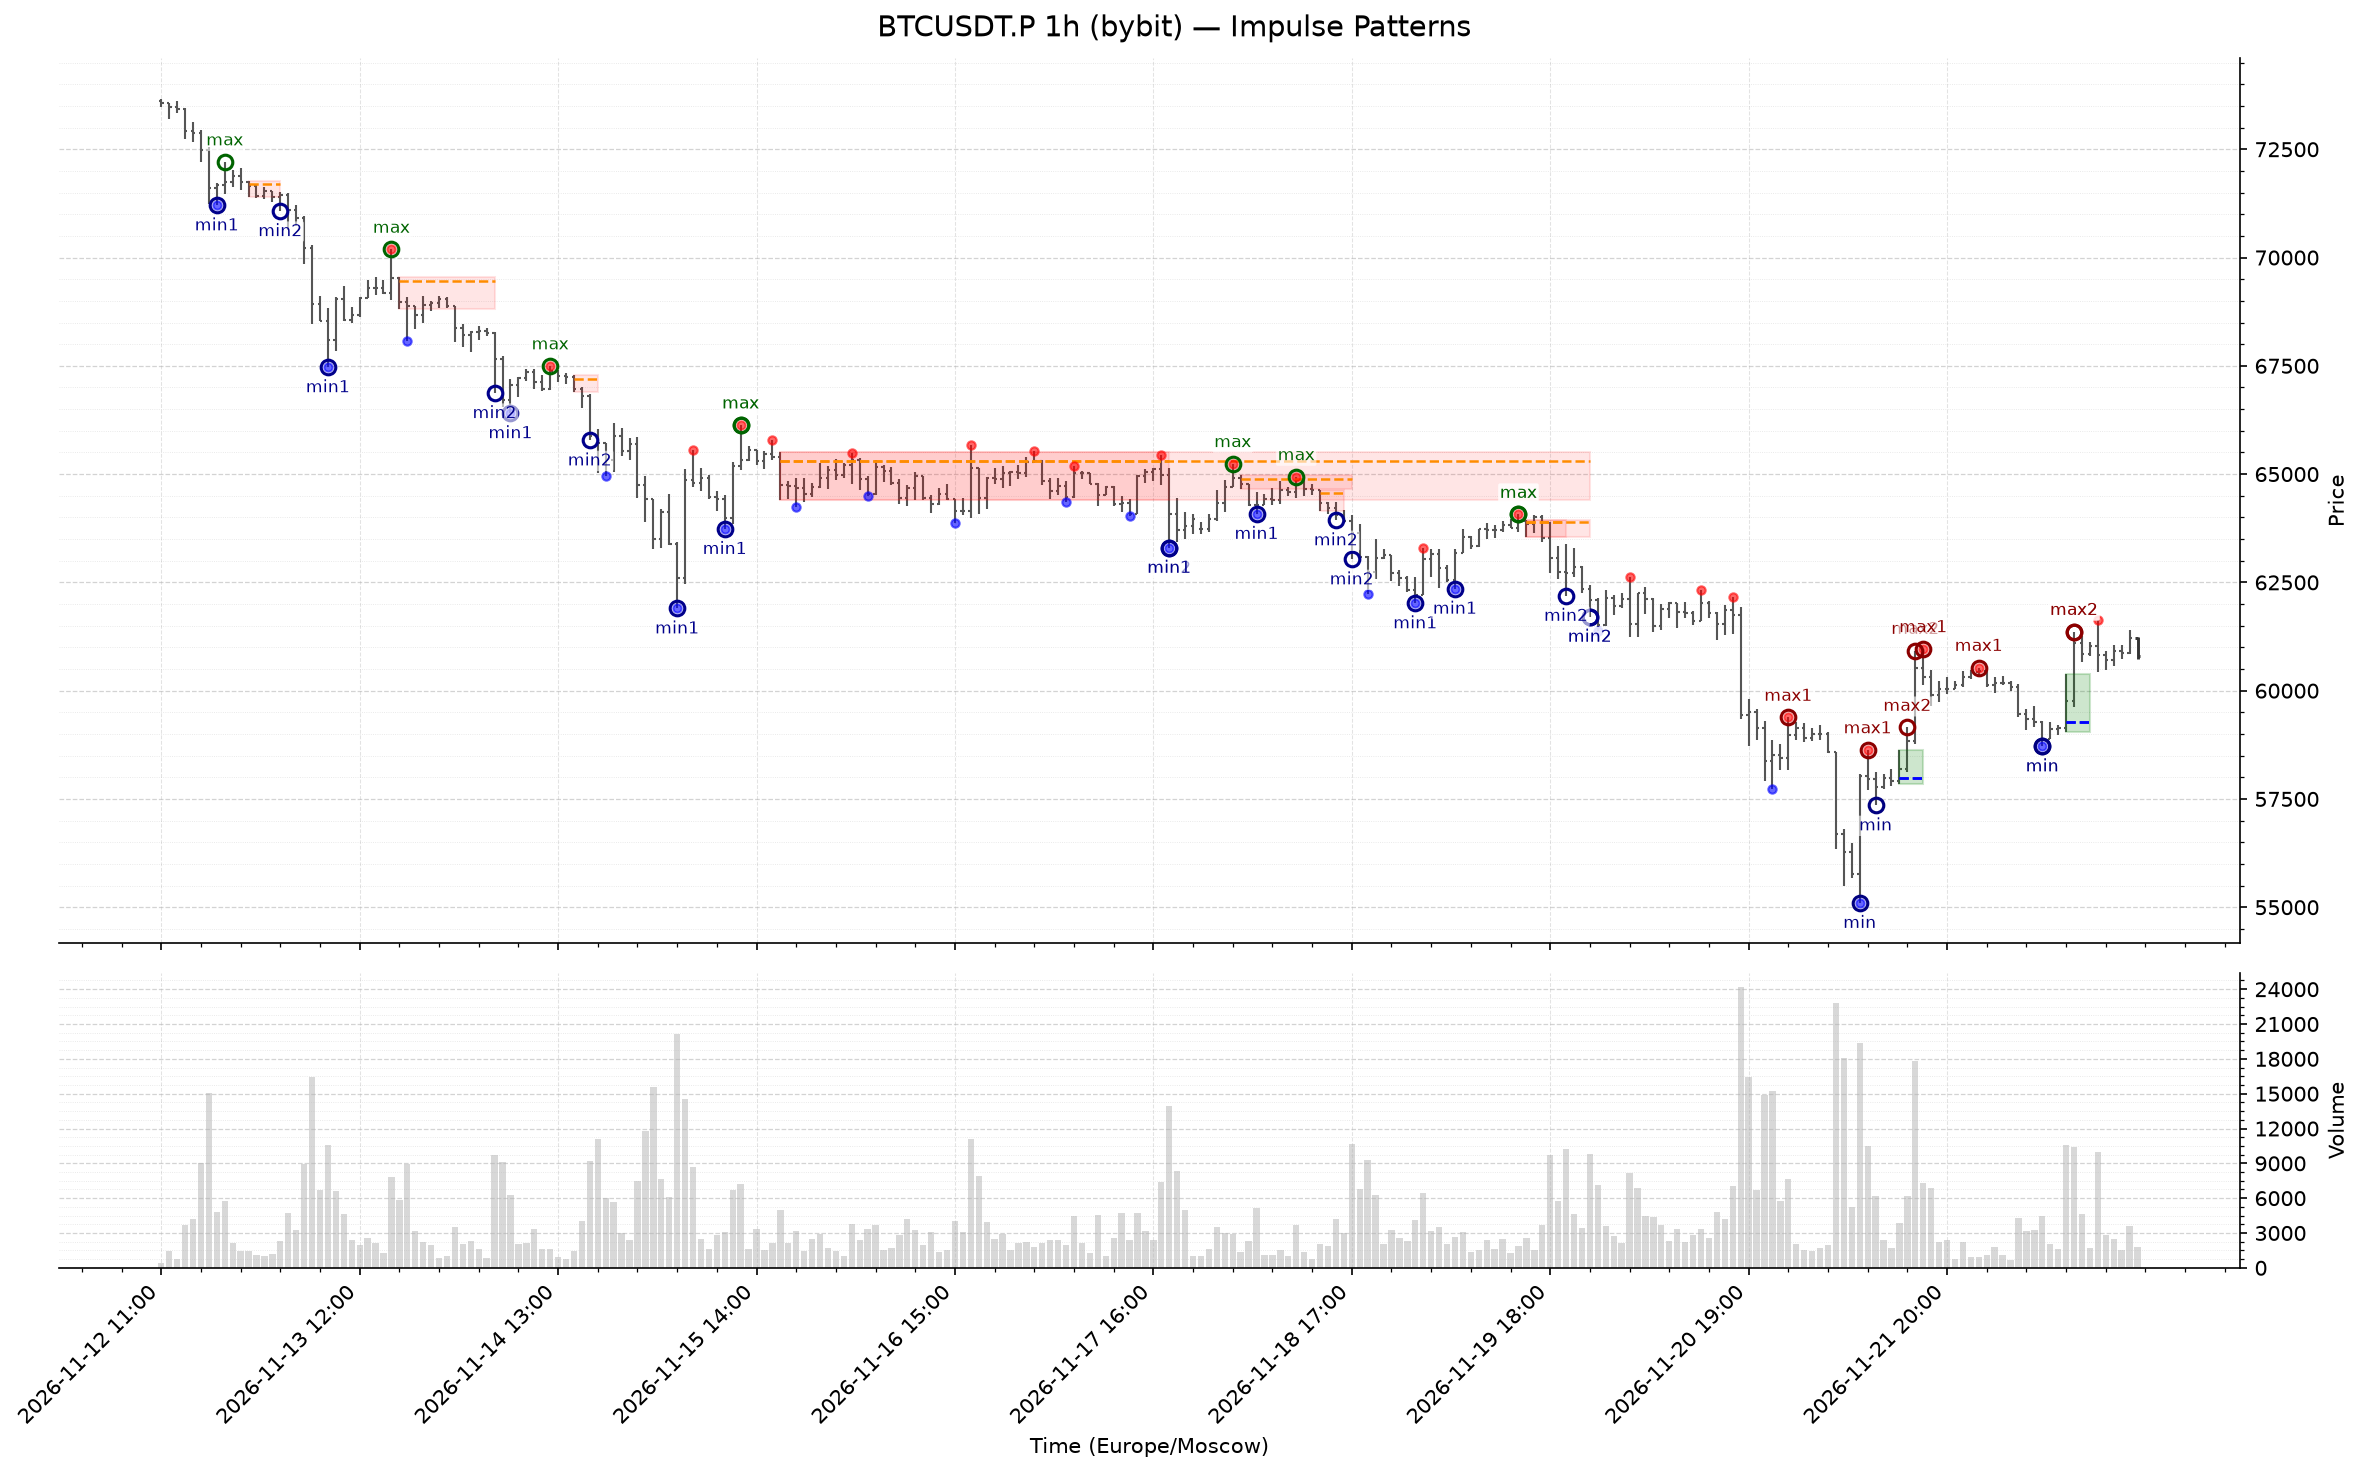 BTCUSDT.P 1h (bybit) — Impulse Patterns
max
min1
min2
max
min1
max
min2
min1
min2
max
min1
min1
max
max
min1
min1
min2
min2
max
min1
min1
min2
min2
max1
max1
max2
max1
max1
max2
min
min
min
72500
70000
67500
65000
62500
60000
57500
55000
Price
24000
21000
18000
15000
12000
9000
6000
3000
0
Volume
2026-11-12 11:00
2026-11-13 12:00
2026-11-14 13:00
2026-11-15 14:00
2026-11-16 15:00
2026-11-17 16:00
2026-11-18 17:00
2026-11-19 18:00
2026-11-20 19:00
2026-11-21 20:00
Time (Europe/Moscow)